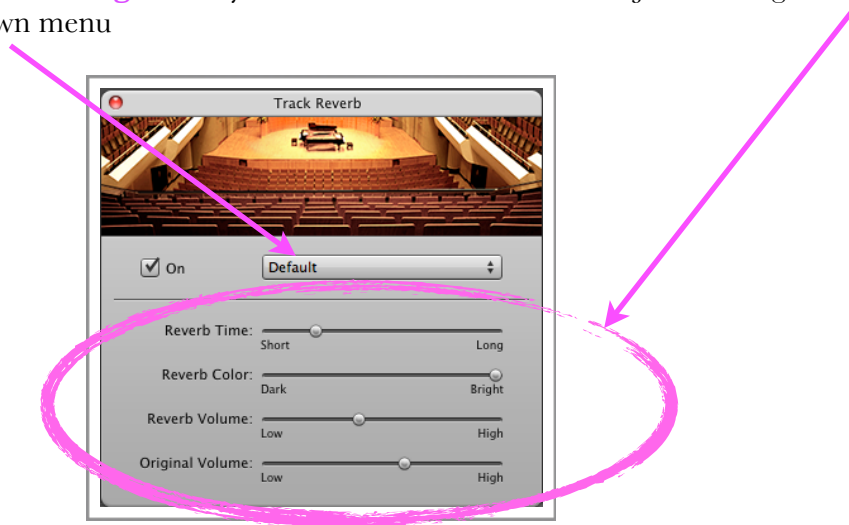 wn menu
Track Reverb
On Default
Reverb Time:
Short Long
Reverb Color:
Dark Bright
Reverb Volume:
Low High
Original Volume:
Low High